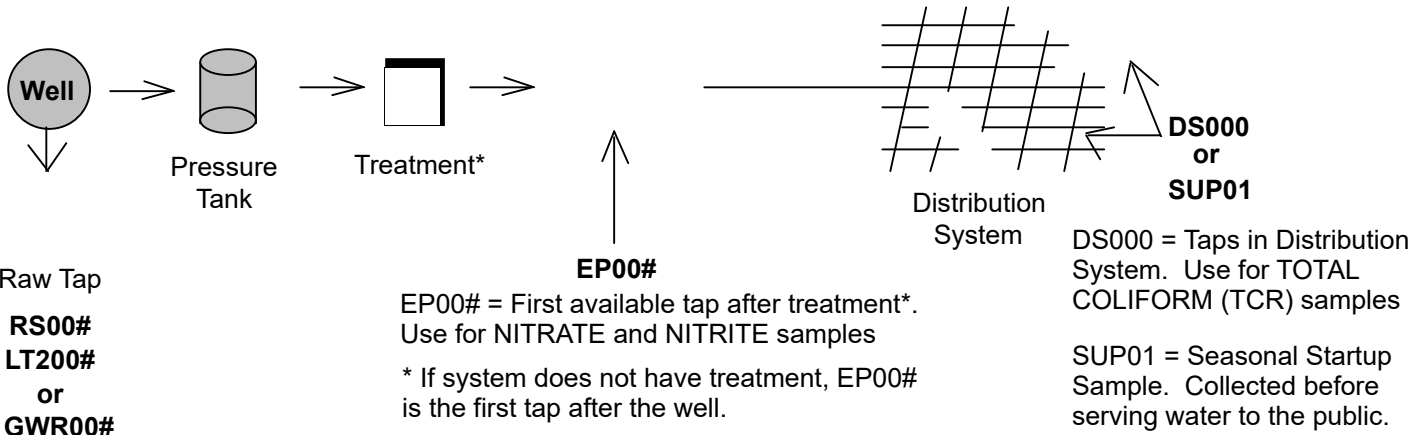 Well
Pressure
Tank
Treatment*
Distribution
System
DS000
or
SUP01
Raw Tap
RS00#
LT200#
or
GWR00#
EP00#
EP00# = First available tap after treatment*.
Use for NITRATE and NITRITE samples
* If system does not have treatment, EP00#
is the first tap after the well.
DS000 = Taps in Distribution
System. Use for TOTAL
COLIFORM (TCR) samples
SUP01 = Seasonal Startup
Sample. Collected before
serving water to the public.